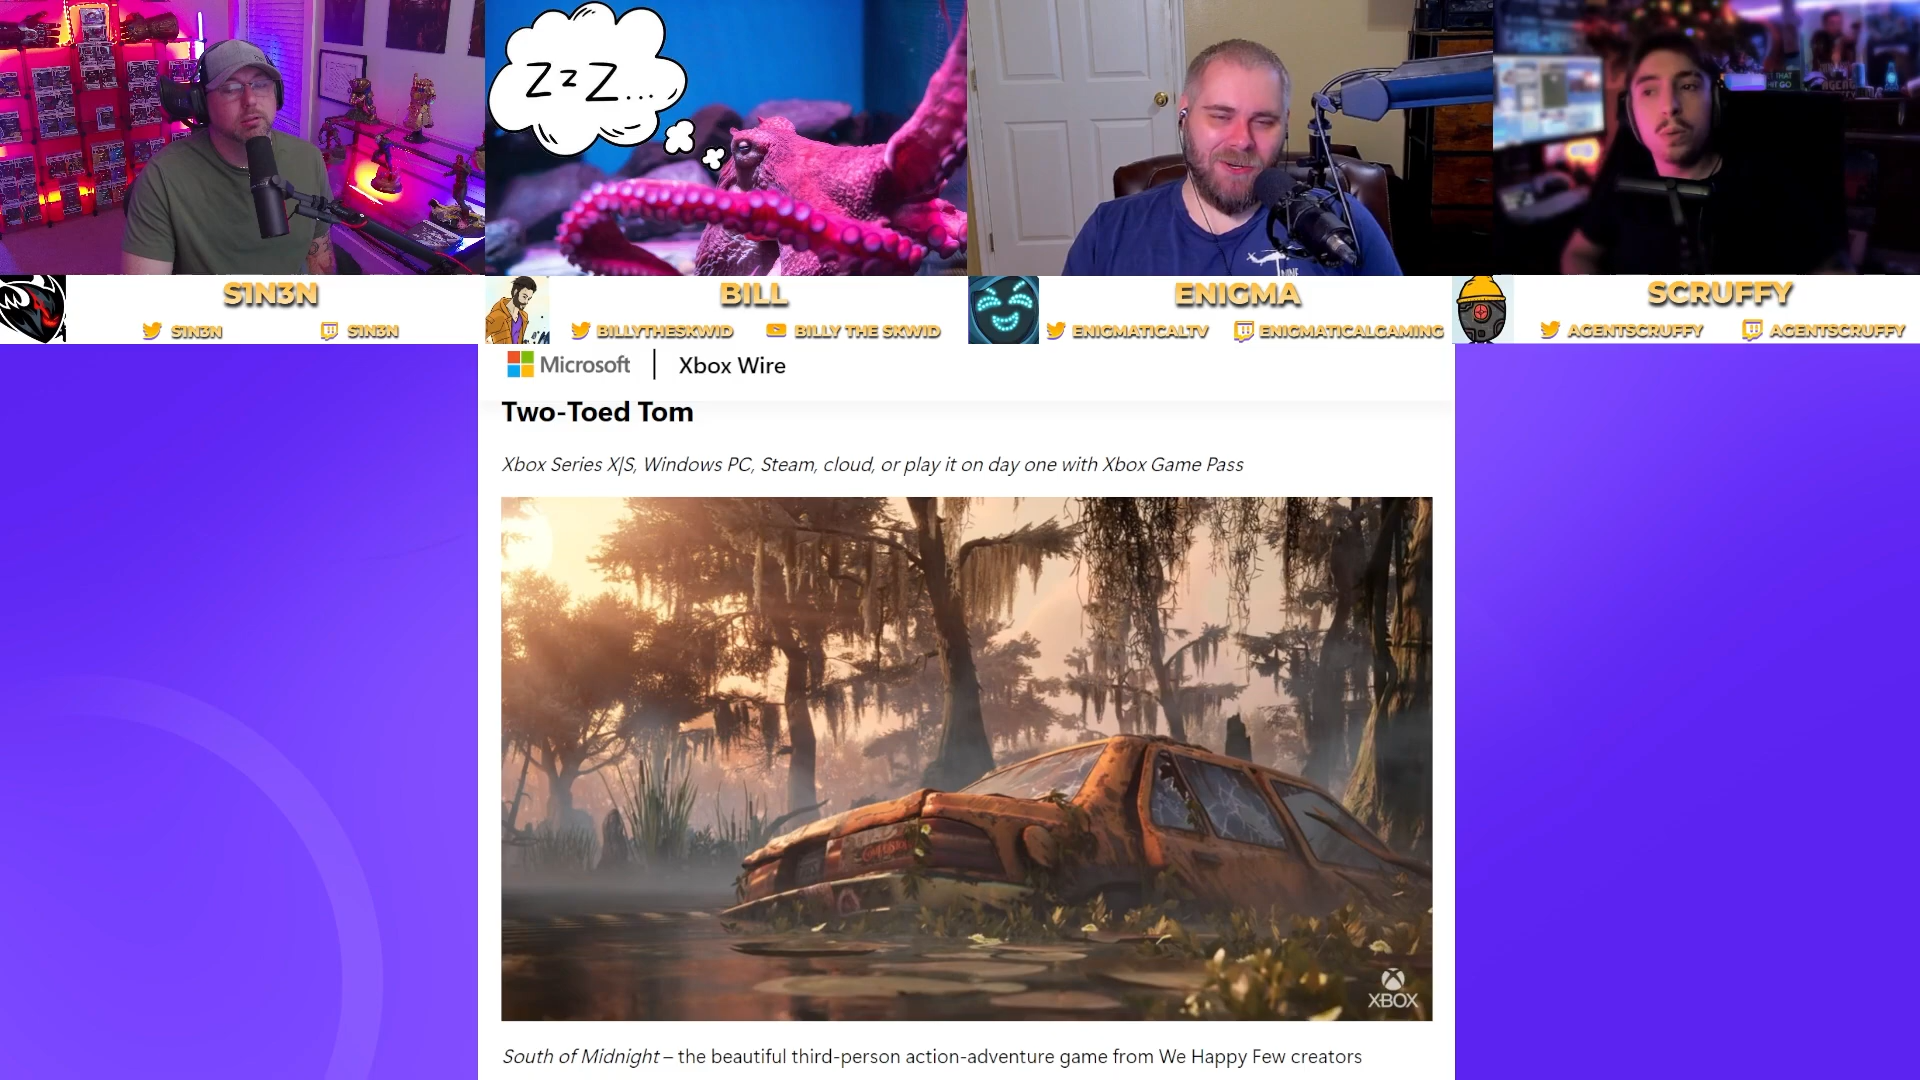 ZzZ...
S1N3N
S1N3N
S1N3N
BILL
BILLYTHESKWID
BILLY THE SKWID
ENIGMA
ENIGMATICALTV
ENIGMATICALGAMING
SCRUFFY
AGENTSCRUFFY
AGENTSCRUFFY
Microsoft | Xbox Wire
Two-Toed Tom
Xbox Series X|S, Windows PC, Steam, cloud, or play it on day one with Xbox Game Pass
XBOX
South of Midnight – the beautiful third-person action-adventure game from We Happy Few creators